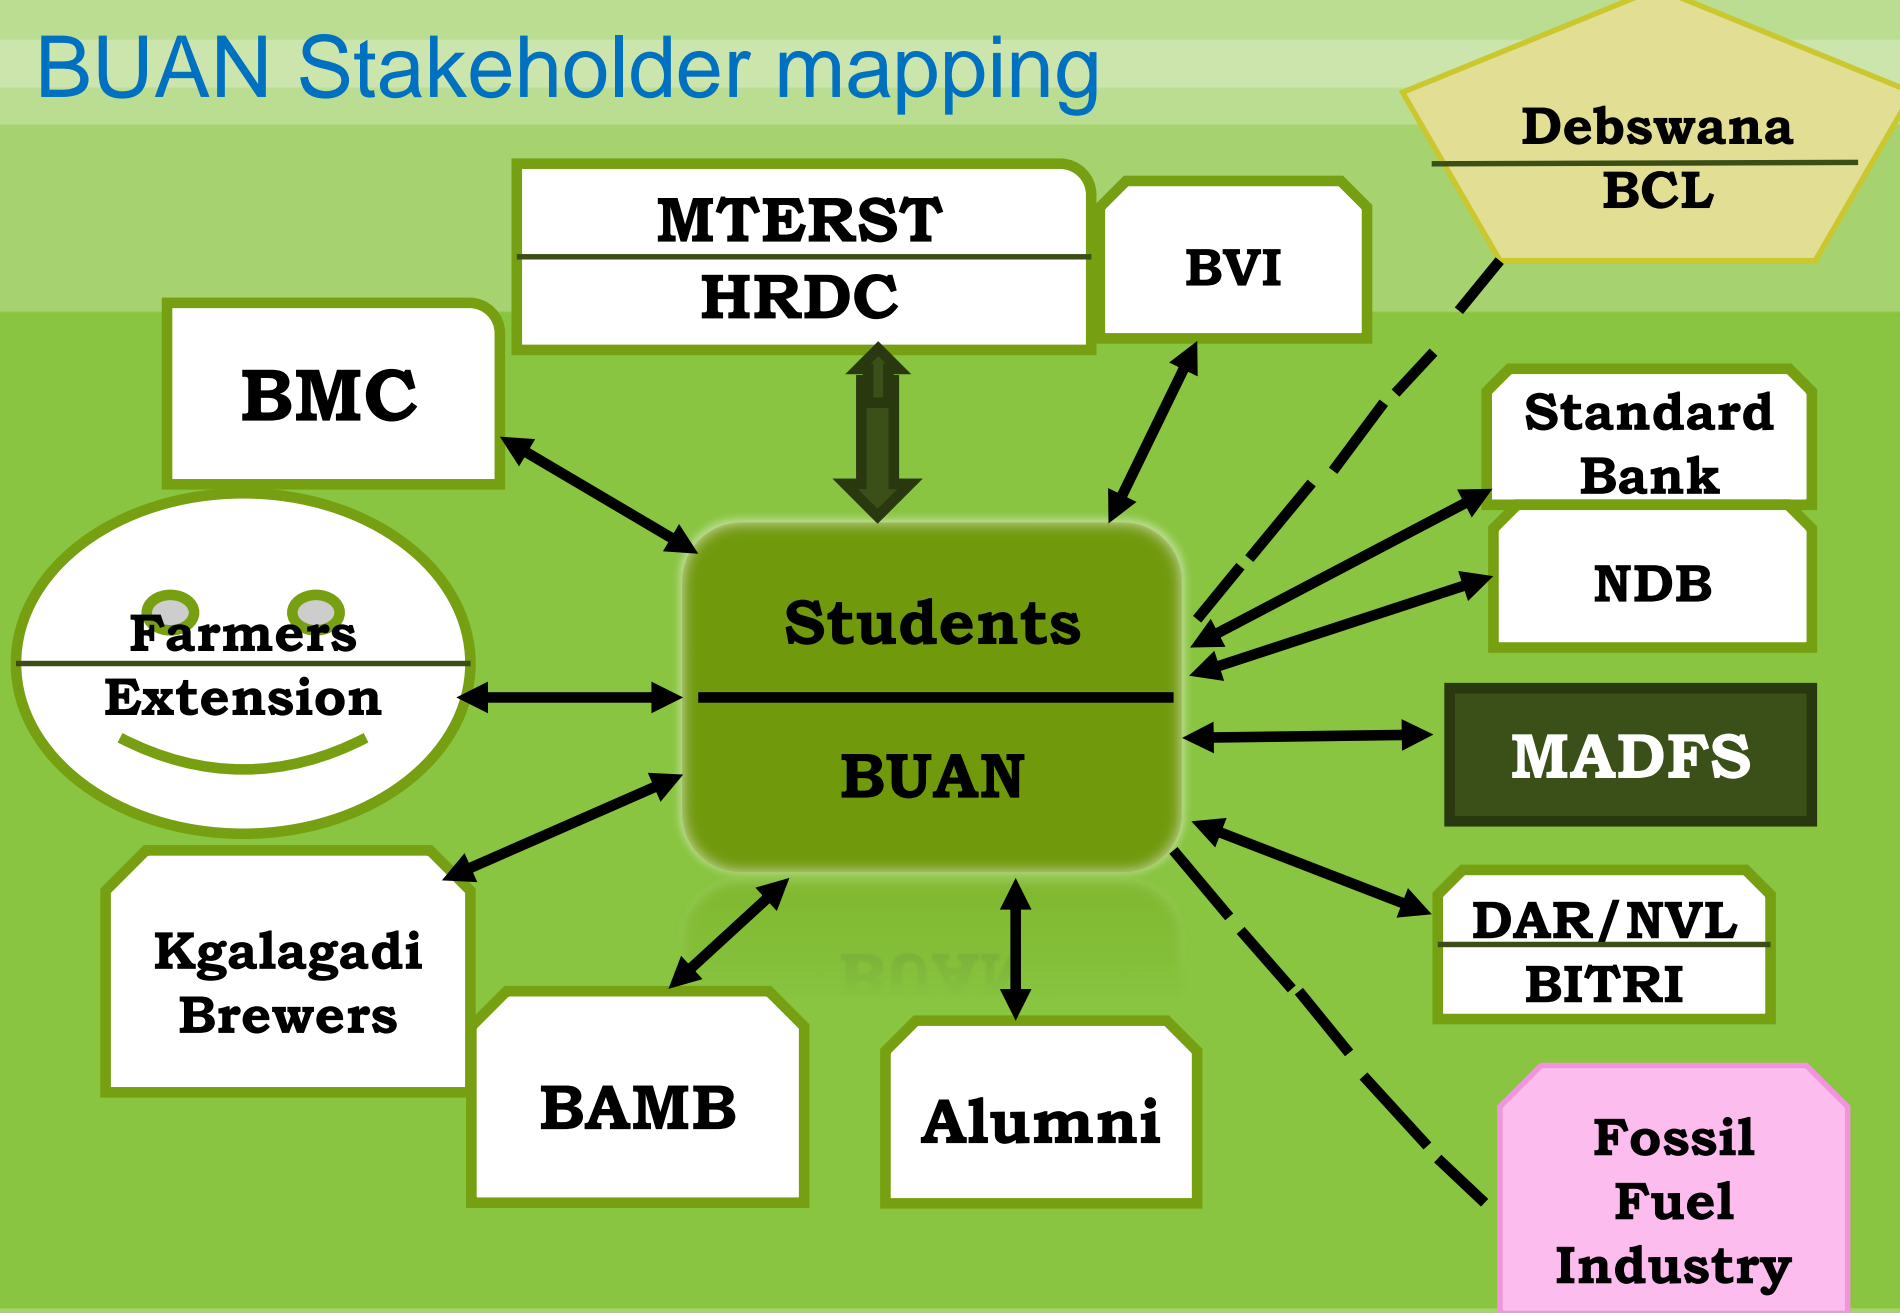 BUAN Stakeholder mapping
Debswana
BCL
MTERST
HRDC
BVI
BMC
Standard
Bank
NDB
Farmers
Extension
Students
BUAN
MADFS
Kgalagadi
Brewers
BAMB
Alumni
DAR/NVL
BITRI
Fossil
Fuel
Industry